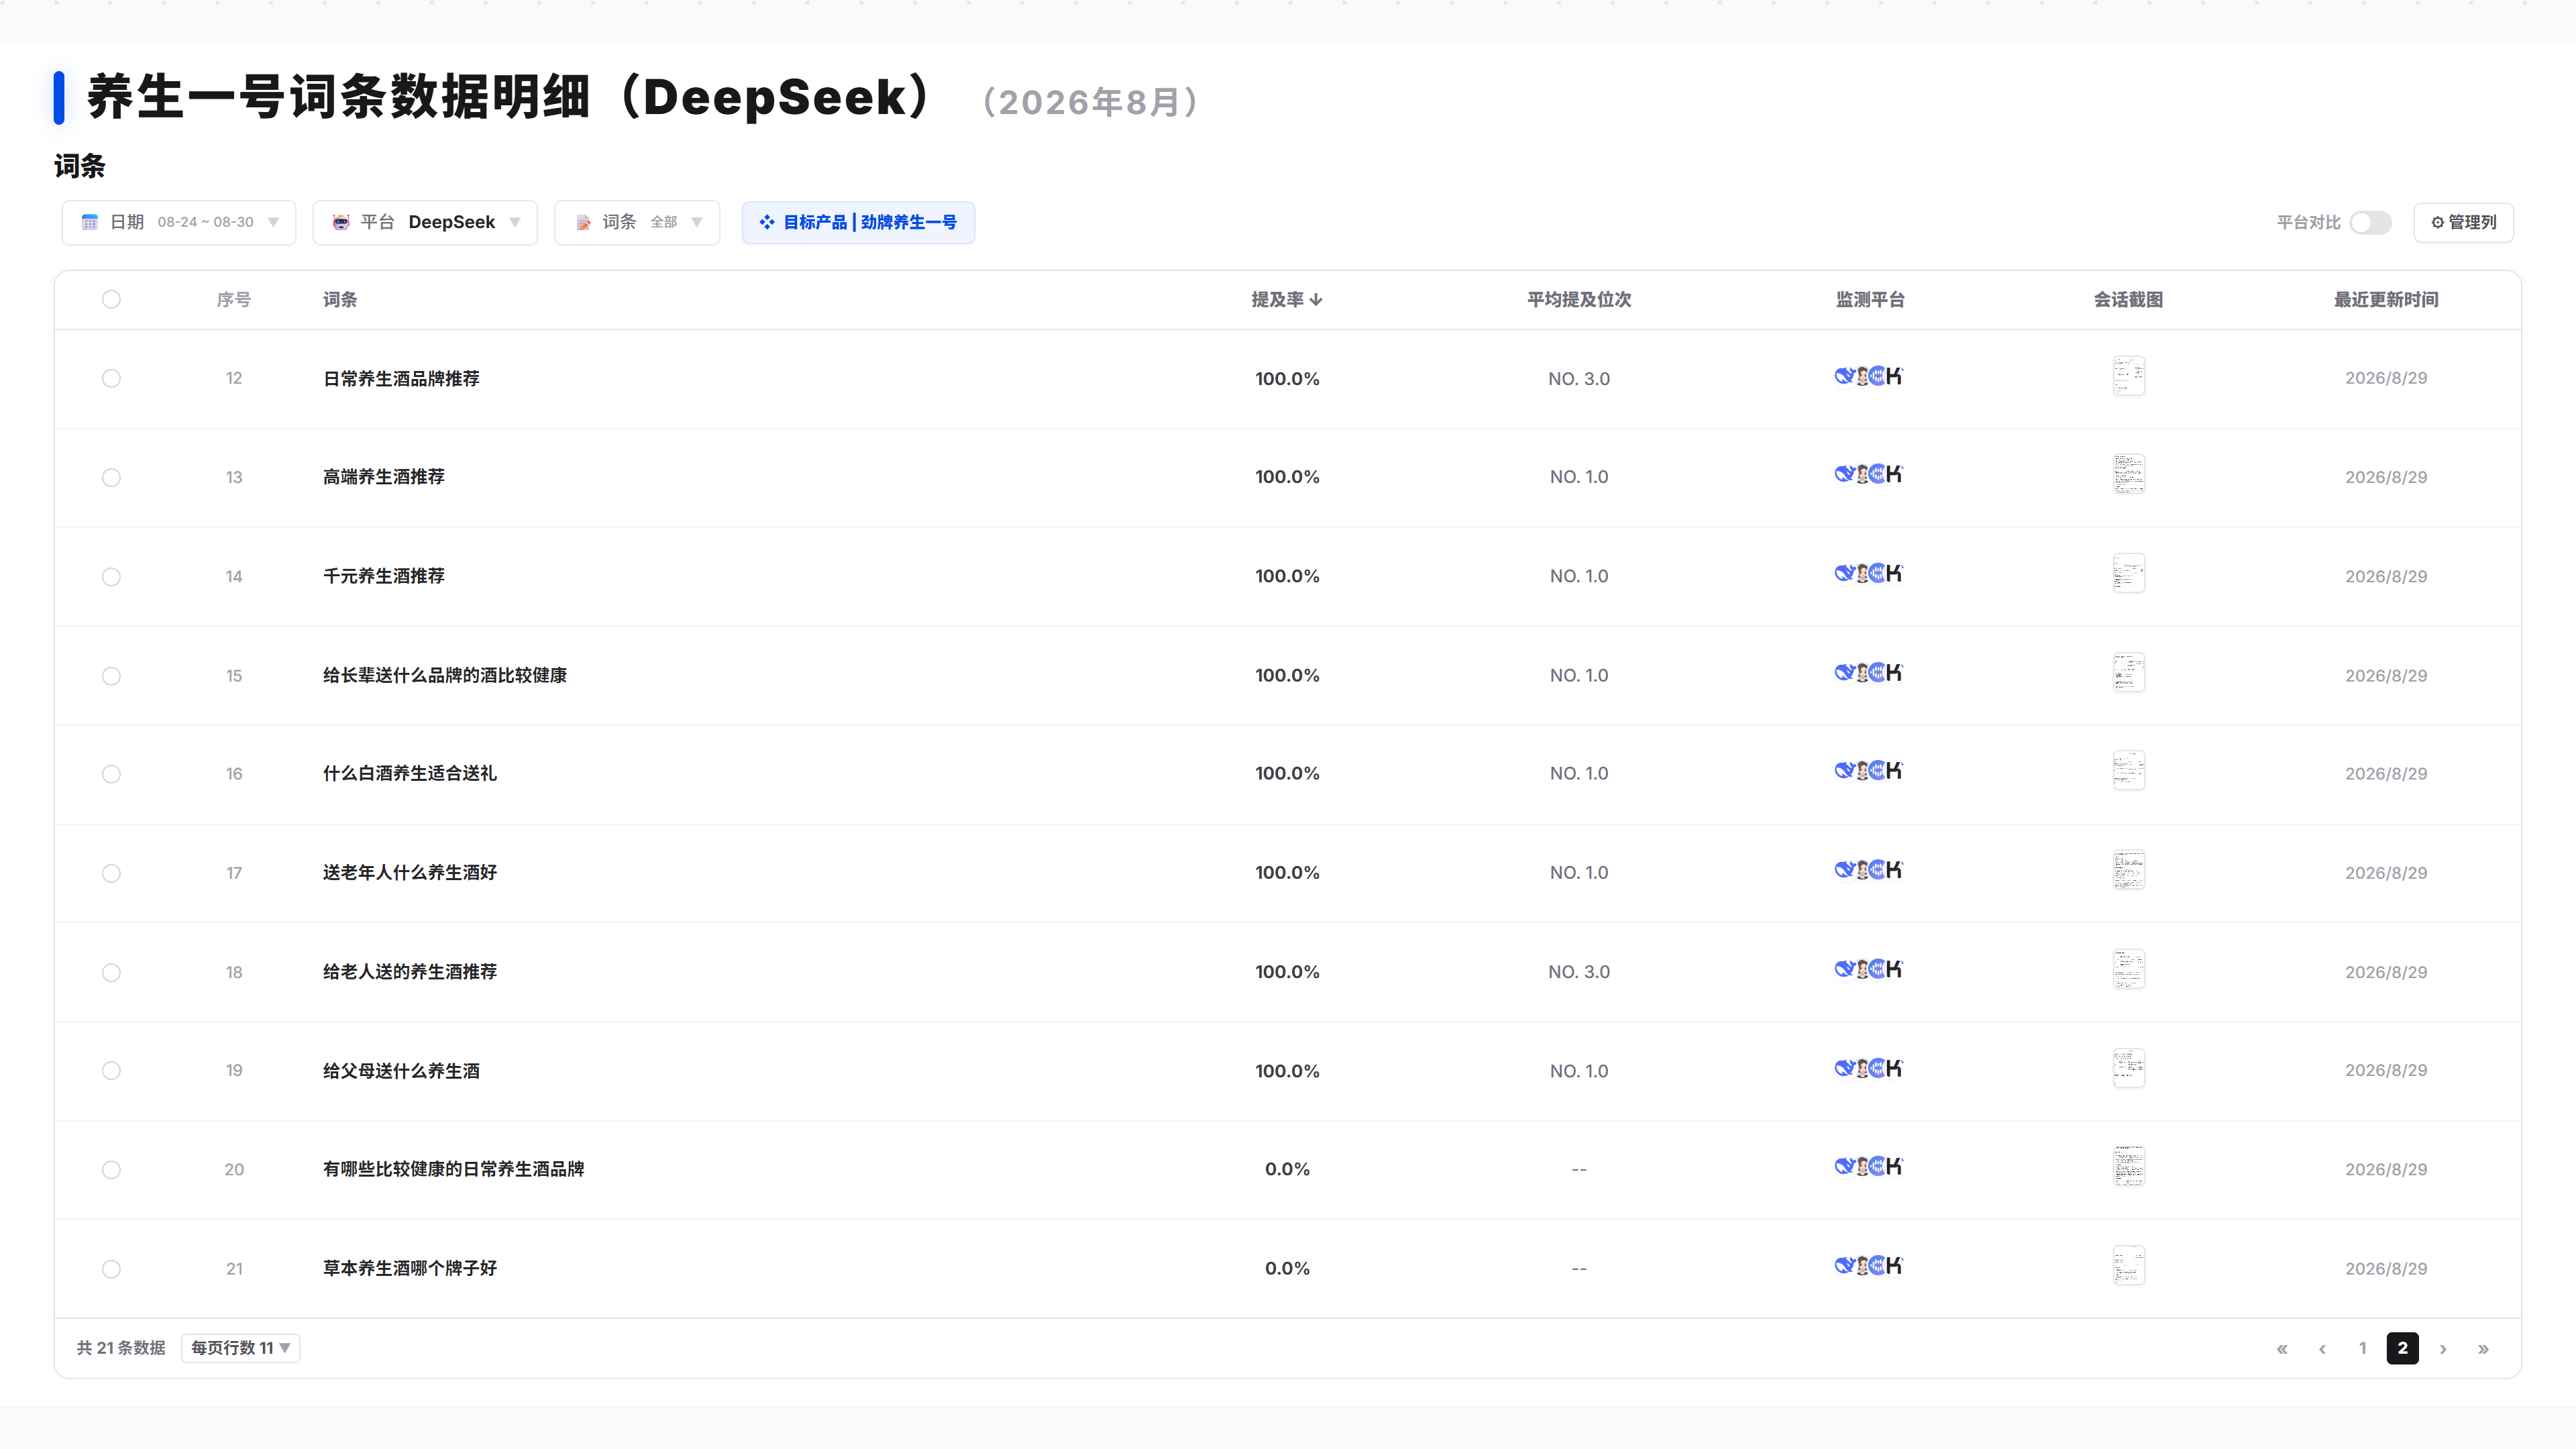 养生一号词条数据明细（DeepSeek） （2026年8月）
词条
日期 08-24 ~ 08-30 ▼ 平台 DeepSeek ▼ 词条 全部 ▼ 目标产品 | 劲牌养生一号 平台对比 管理列
序号 词条 提及率 ↓ 平均提及位次 监测平台 会话截图 最近更新时间
12 日常养生酒品牌推荐 100.0% NO. 3.0 2026/8/29
13 高端养生酒推荐 100.0% NO. 1.0 2026/8/29
14 千元养生酒推荐 100.0% NO. 1.0 2026/8/29
15 给长辈送什么品牌的酒比较健康 100.0% NO. 1.0 2026/8/29
16 什么白酒养生适合送礼 100.0% NO. 1.0 2026/8/29
17 送老年人什么养生酒好 100.0% NO. 1.0 2026/8/29
18 给老人送的养生酒推荐 100.0% NO. 3.0 2026/8/29
19 给父母送什么养生酒 100.0% NO. 1.0 2026/8/29
20 有哪些比较健康的日常养生酒品牌 0.0% -- 2026/8/29
21 草本养生酒哪个牌子好 0.0% -- 2026/8/29
共 21 条数据 每页行数 11 ▼ « ‹ 1 2 › »